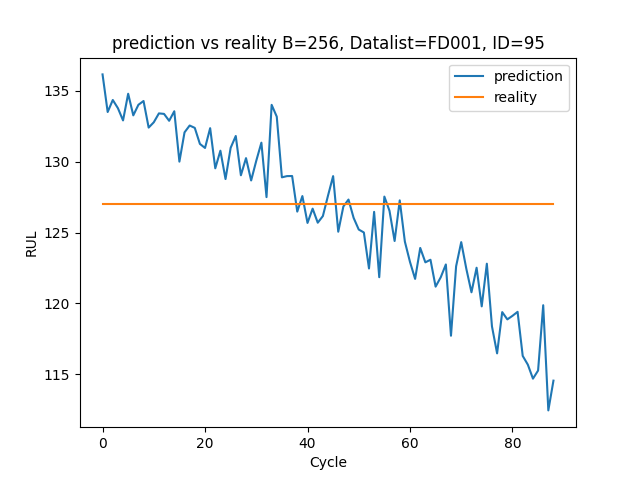 prediction vs reality B=256, Datalist=FD001, ID=95
prediction
reality
135
130
125
120
115
RUL
0 20 40 60 80
Cycle